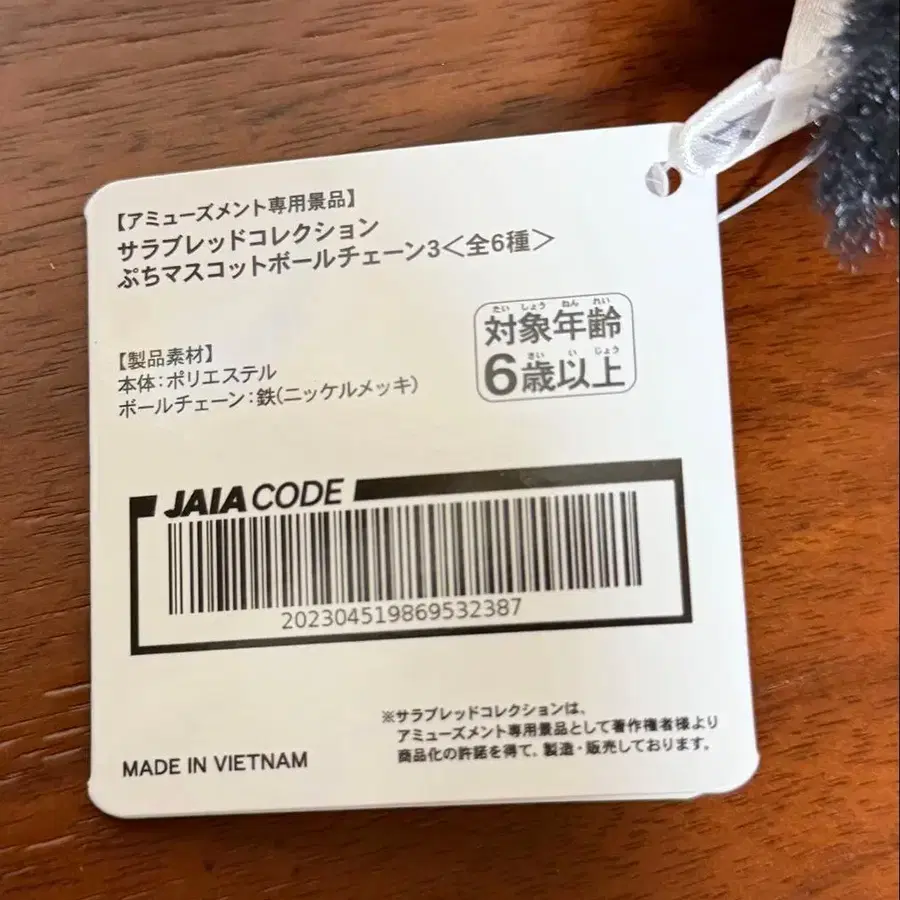 【アミューズメント専用景品】
サラブレッドコレクション
ぷちマスコットボールチェーン3<全6種>
たい しょう ねん れい
対象年齢
さい い じょう
6歳以上
【製品素材】
本体:ポリエステル
ボールチェーン:鉄(ニッケルメッキ)
JAIA CODE
202304519869532387
※サラブレッドコレクションは、
アミューズメント専用景品として著作権者様より
商品化の許諾を得て、製造・販売しております。
MADE IN VIETNAM